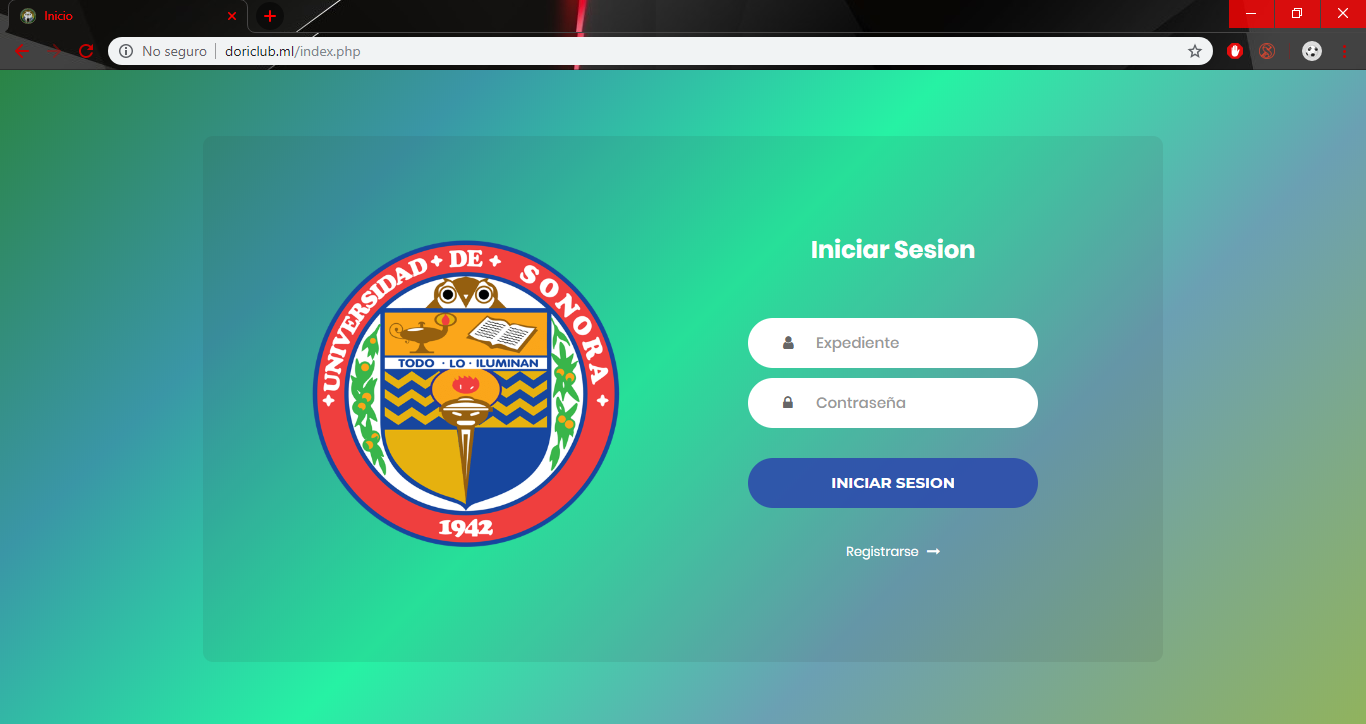 Inicio
No seguro | doriclub.ml/index.php
UNIVERSIDAD DE SONORA
TODO · LO · ILUMINAN
1942
Iniciar Sesion
Expediente
Contraseña
INICIAR SESION
Registrarse